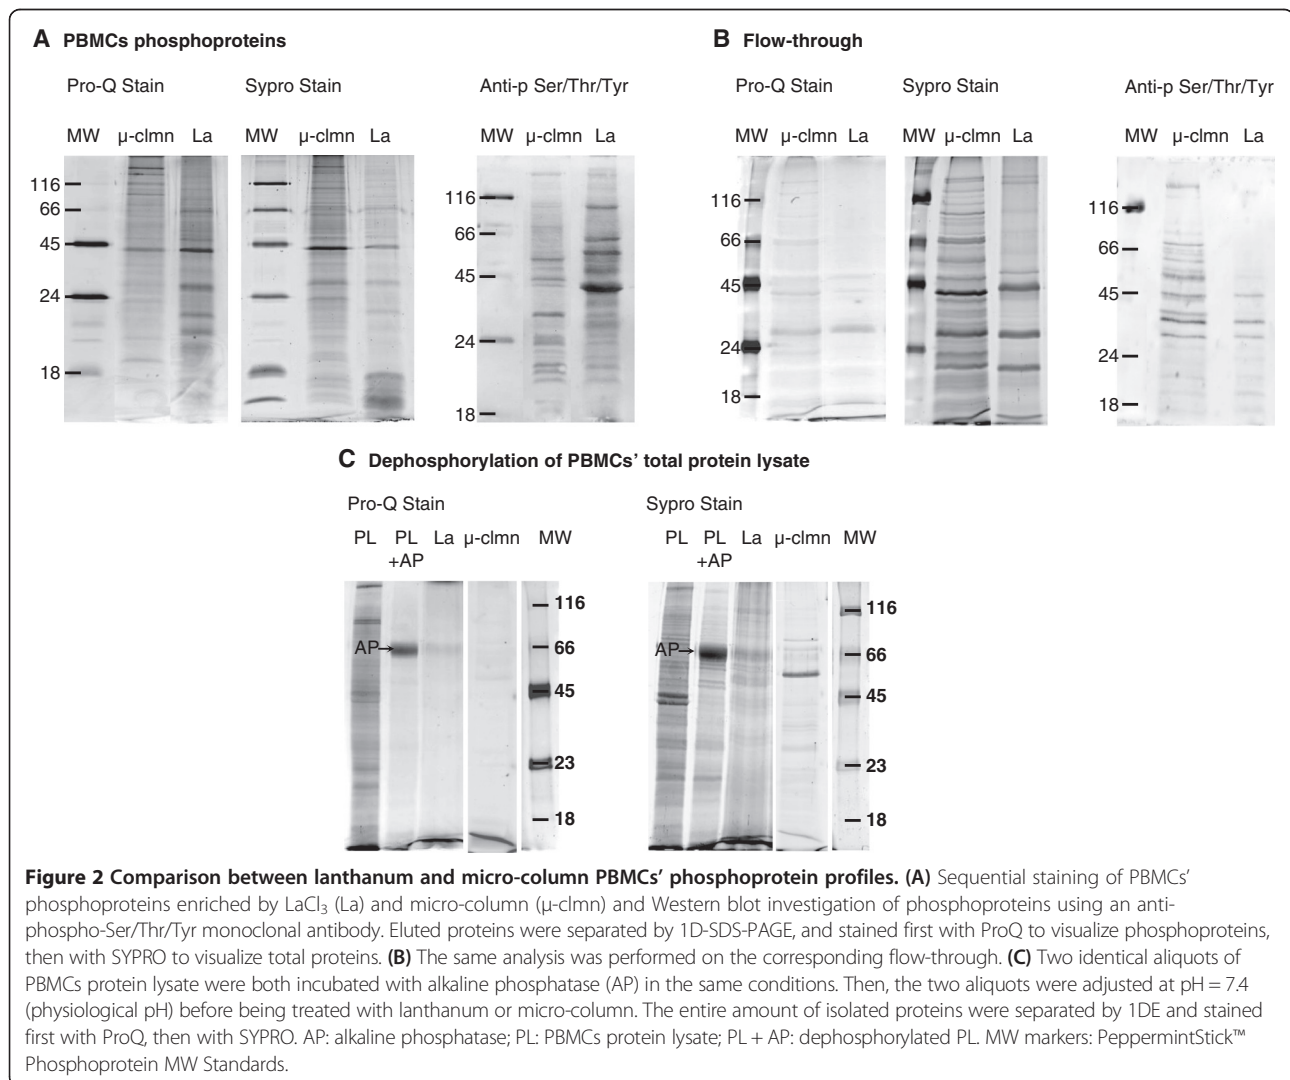 A PBMCs phosphoproteins
Pro-Q Stain
Sypro Stain
Anti-p Ser/Thr/Tyr
MW µ-clmn La
MW µ-clmn La
MW µ-clmn La
116
66
45
24
18
116
66
45
24
18
B Flow-through
Pro-Q Stain
Sypro Stain
Anti-p Ser/Thr/Tyr
MW µ-clmn La
MW µ-clmn La
MW µ-clmn La
116
66
45
24
18
116
66
45
24
18
C Dephosphorylation of PBMCs’ total protein lysate
Pro-Q Stain
PL PL La µ-clmn MW
+AP
AP
116
66
45
23
18
Sypro Stain
PL PL La µ-clmn MW
+AP
AP
116
66
45
23
18
Figure 2 Comparison between lanthanum and micro-column PBMCs’ phosphoprotein profiles. (A) Sequential staining of PBMCs’
phosphoproteins enriched by LaCl₃ (La) and micro-column (µ-clmn) and Western blot investigation of phosphoproteins using an anti-
phospho-Ser/Thr/Tyr monoclonal antibody. Eluted proteins were separated by 1D-SDS-PAGE, and stained first with ProQ to visualize phosphoproteins,
then with SYPRO to visualize total proteins. (B) The same analysis was performed on the corresponding flow-through. (C) Two identical aliquots of
PBMCs protein lysate were both incubated with alkaline phosphatase (AP) in the same conditions. Then, the two aliquots were adjusted at pH = 7.4
(physiological pH) before being treated with lanthanum or micro-column. The entire amount of isolated proteins were separated by 1DE and stained
first with ProQ, then with SYPRO. AP: alkaline phosphatase; PL: PBMCs protein lysate; PL + AP: dephosphorylated PL. MW markers: PeppermintStick™
Phosphoprotein MW Standards.